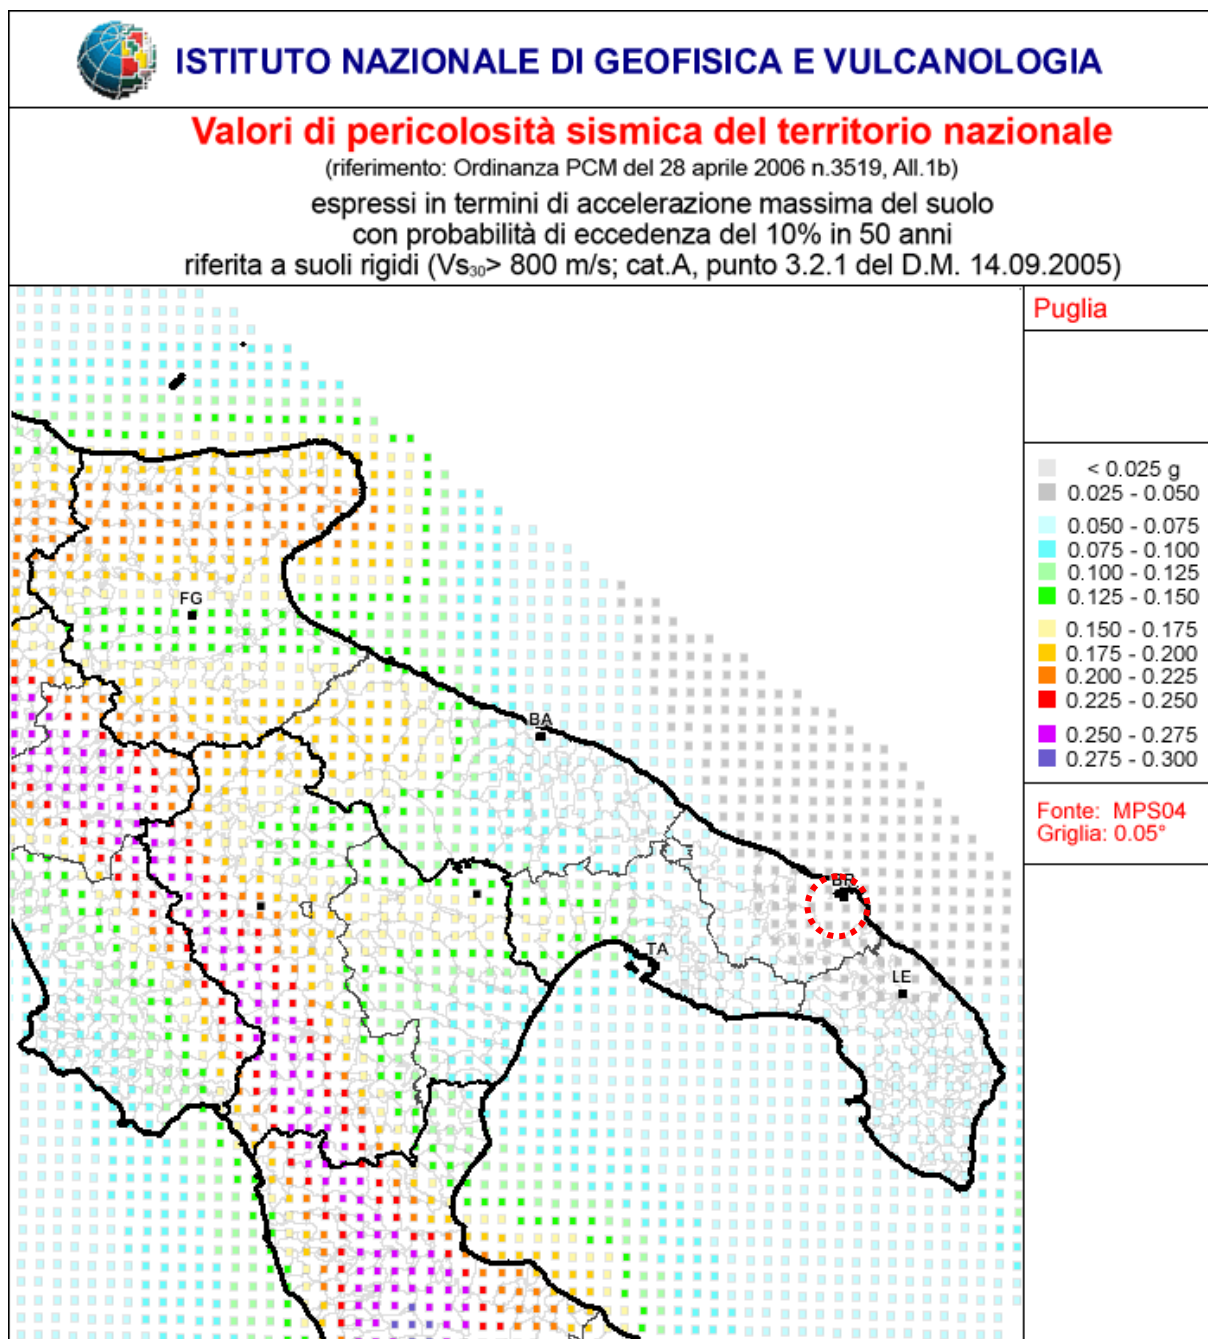 ISTITUTO NAZIONALE DI GEOFISICA E VULCANOLOGIA
Valori di pericolosità sismica del territorio nazionale
(riferimento: Ordinanza PCM del 28 aprile 2006 n.3519, All.1b)
espressi in termini di accelerazione massima del suolo
con probabilità di eccedenza del 10% in 50 anni
riferita a suoli rigidi (Vs₃₀> 800 m/s; cat.A, punto 3.2.1 del D.M. 14.09.2005)
Puglia
< 0.025 g
0.025 - 0.050
0.050 - 0.075
0.075 - 0.100
0.100 - 0.125
0.125 - 0.150
0.150 - 0.175
0.175 - 0.200
0.200 - 0.225
0.225 - 0.250
0.250 - 0.275
0.275 - 0.300
Fonte: MPS04
Griglia: 0.05°
FG
BA
BR
TA
LE